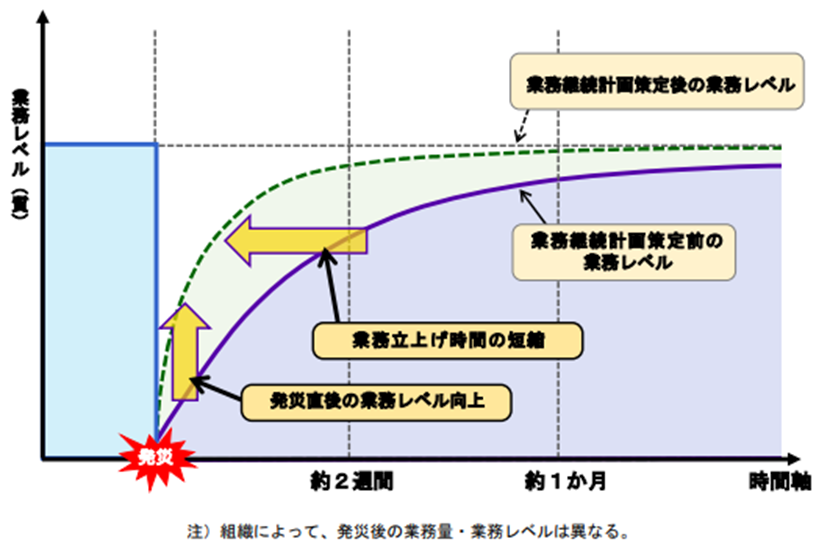 業務継続計画策定後の業務レベル
業務レベル（質）
業務継続計画策定前の
業務レベル
業務立上げ時間の短縮
発災直後の業務レベル向上
発災
約２週間
約１か月
時間軸
注）組織によって、発災後の業務量・業務レベルは異なる。